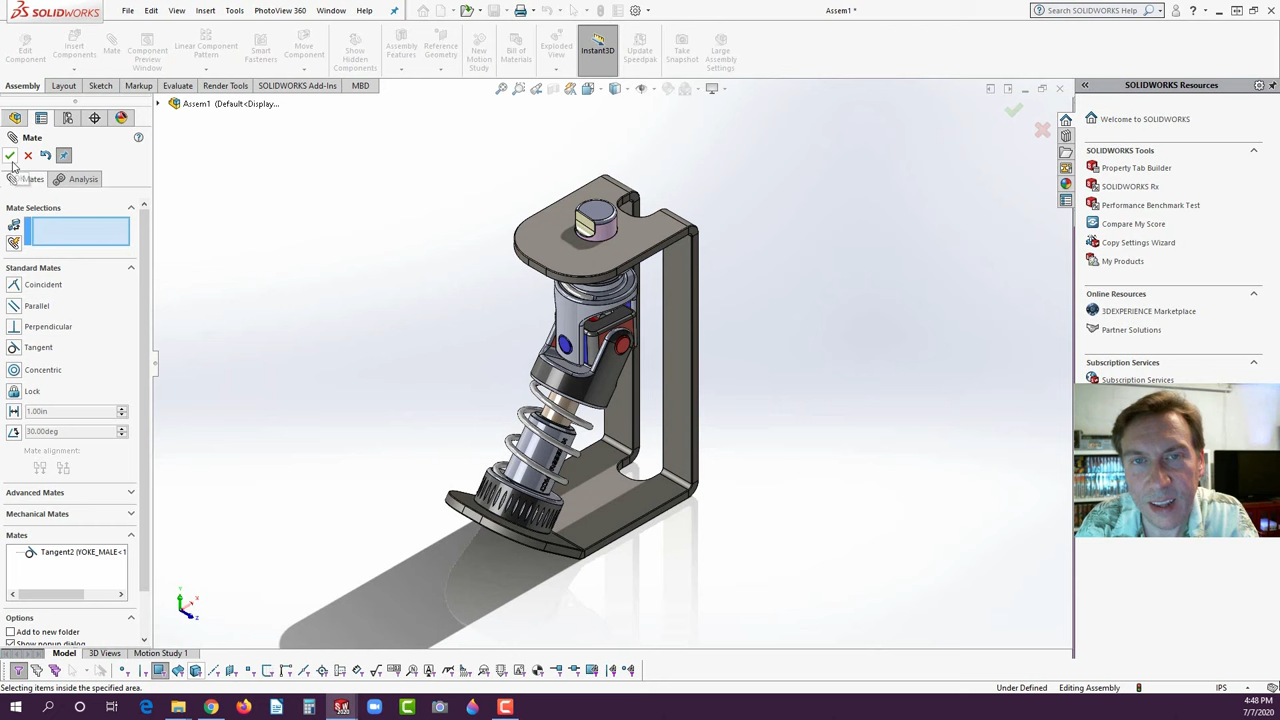 SOLIDWORKS File Edit View Insert Tools PhotoView 360 Window Help Assem1 * Search SOLIDWORKS Help
Edit Component
Insert Components
Mate
Component Preview Window
Linear Component Pattern
Smart Fasteners
Move Component
Show Hidden Components
Assembly Features
Reference Geometry
New Motion Study
Bill of Materials
Exploded View
Instant3D
Update Speedpak
Take Snapshot
Large Assembly Settings
Assembly Layout Sketch Markup Evaluate Render Tools SOLIDWORKS Add-Ins MBD
SOLIDWORKS Resources
Assem1 (Default<Display...
Mate
Mates Analysis
Mate Selections
Standard Mates
Coincident
Parallel
Perpendicular
Tangent
Concentric
Lock
1.00in
30.00deg
Mate alignment:
Advanced Mates
Mechanical Mates
Mates
Tangent2 (YOKE_MALE<1
Options
Add to new folder
Show popup dialog
Welcome to SOLIDWORKS
SOLIDWORKS Tools
Property Tab Builder
SOLIDWORKS Rx
Performance Benchmark Test
Compare My Score
Copy Settings Wizard
My Products
Online Resources
3DEXPERIENCE Marketplace
Partner Solutions
Subscription Services
Subscription Services
Model 3D Views Motion Study 1
Selecting items inside the specified area.
Under Defined Editing Assembly IPS
4:48 PM
7/7/2020